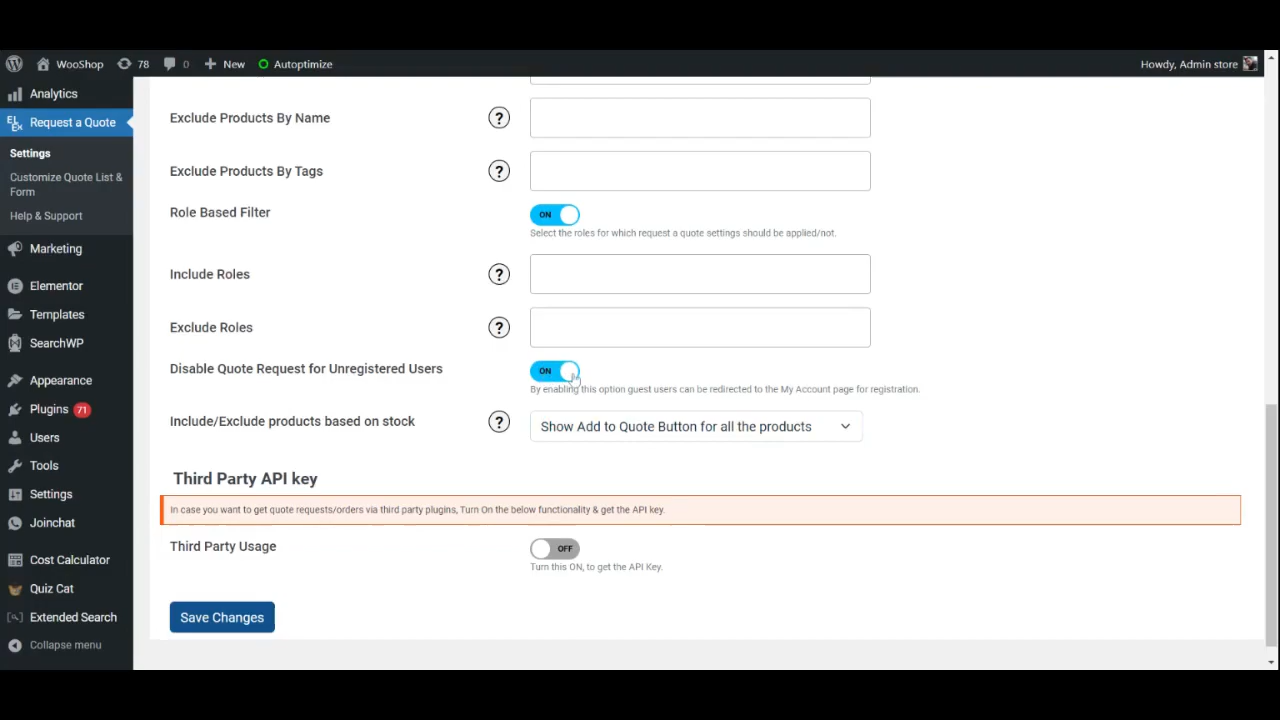 WooShop 78 0 New Autoptimize Howdy, Admin store
Analytics
EL Ex Request a Quote
Settings
Customize Quote List &
Form
Help & Support
Marketing
Elementor
Templates
SearchWP
Appearance
Plugins 71
Users
Tools
Settings
Joinchat
Cost Calculator
Quiz Cat
Extended Search
Collapse menu
Exclude Products By Name ?
Exclude Products By Tags ?
Role Based Filter ON
Select the roles for which request a quote settings should be applied/not.
Include Roles ?
Exclude Roles ?
Disable Quote Request for Unregistered Users ON
By enabling this option guest users can be redirected to the My Account page for registration.
Include/Exclude products based on stock ? Show Add to Quote Button for all the products
Third Party API key
In case you want to get quote requests/orders via third party plugins, Turn On the below functionality & get the API key.
Third Party Usage OFF
Turn this ON, to get the API Key.
Save Changes